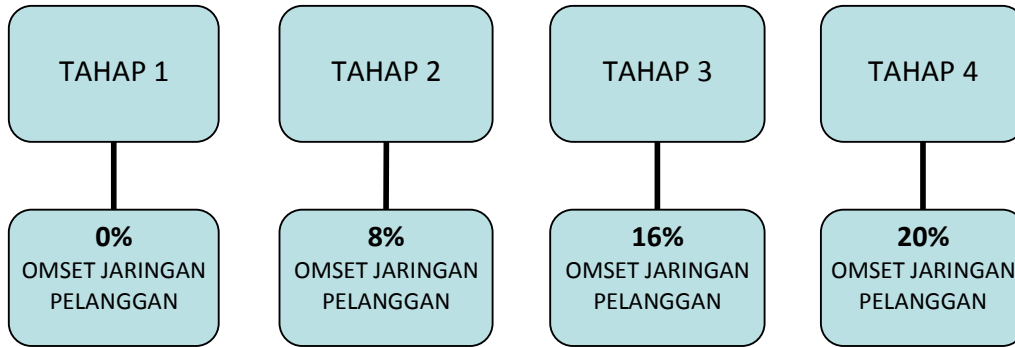 TAHAP 1
TAHAP 2
TAHAP 3
TAHAP 4
0%
OMSET JARINGAN
PELANGGAN
8%
OMSET JARINGAN
PELANGGAN
16%
OMSET JARINGAN
PELANGGAN
20%
OMSET JARINGAN
PELANGGAN